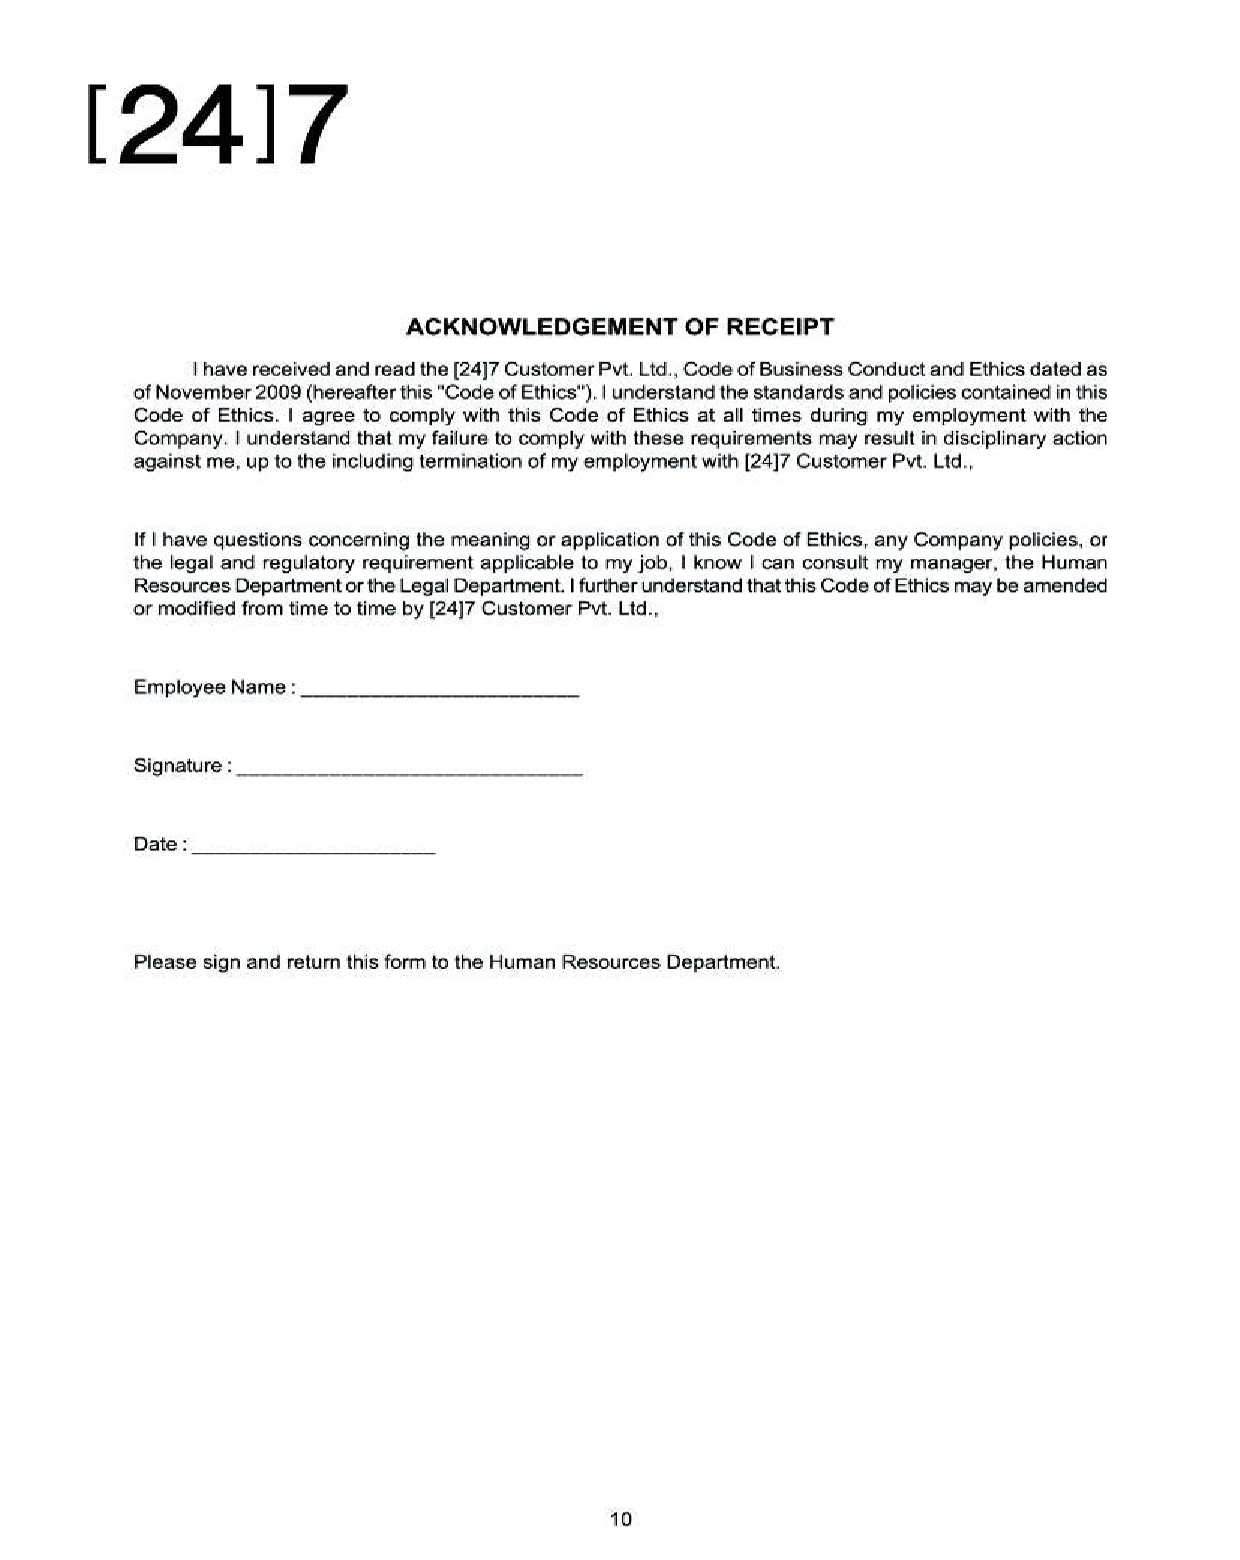 [24]7
ACKNOWLEDGEMENT OF RECEIPT
I have received and read the [24]7 Customer Pvt. Ltd., Code of Business Conduct and Ethics dated as
of November 2009 (hereafter this "Code of Ethics"). I understand the standards and policies contained in this
Code of Ethics. I agree to comply with this Code of Ethics at all times during my employment with the
Company. I understand that my failure to comply with these requirements may result in disciplinary action
against me, up to the including termination of my employment with [24]7 Customer Pvt. Ltd.,
If I have questions concerning the meaning or application of this Code of Ethics, any Company policies, or
the legal and regulatory requirement applicable to my job, I know I can consult my manager, the Human
Resources Department or the Legal Department. I further understand that this Code of Ethics may be amended
or modified from time to time by [24]7 Customer Pvt. Ltd.,
Employee Name : _________________________
Signature : _______________________________
Date : ______________________
Please sign and return this form to the Human Resources Department.
10